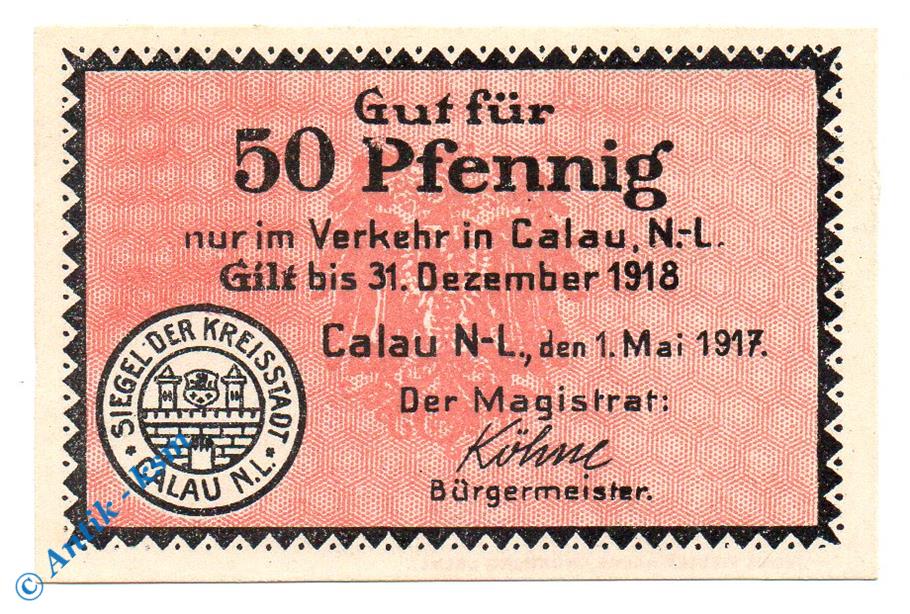 Gut für
50 Pfennig
nur im Verkehr in Calau, N.-L.
Gilt bis 31. Dezember 1918
Calau N-L., den 1. Mai 1917.
Der Magistrat:
Köhne
Bürgermeister.
SIEGEL DER KREISSTADT
* CALAU N.L. *
© Antik - ksm